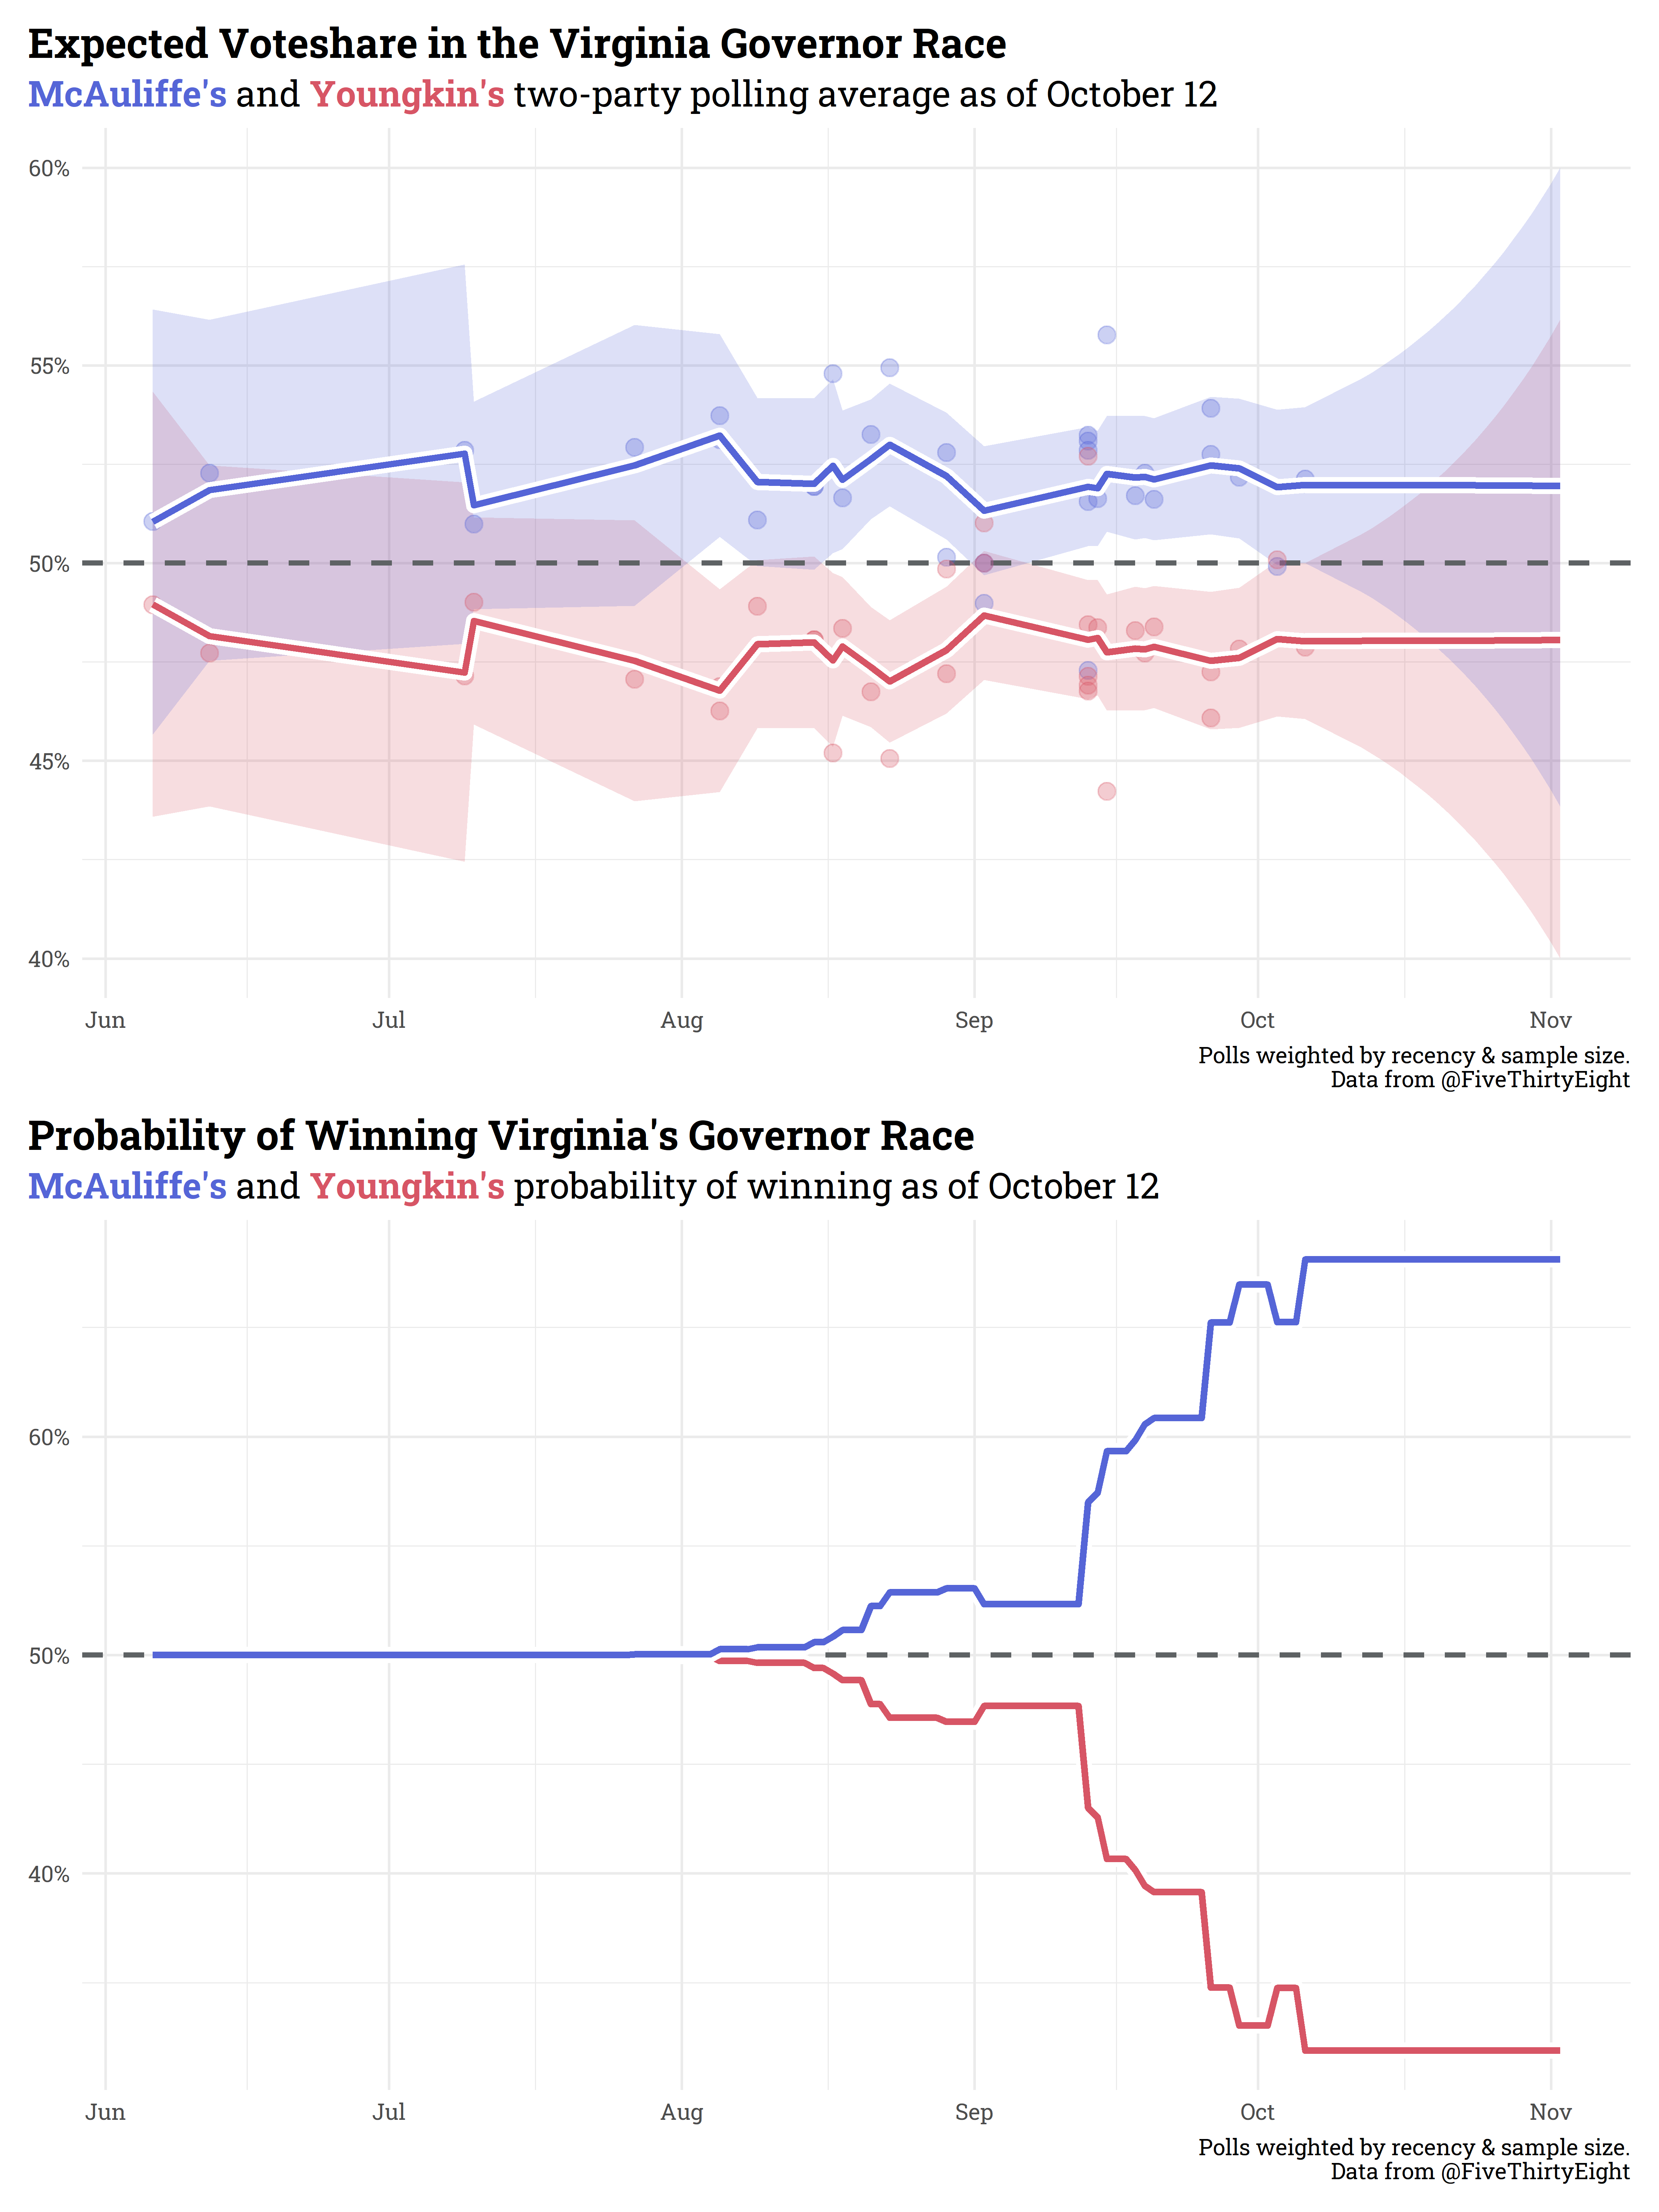 Expected Voteshare in the Virginia Governor Race
McAuliffe's and Youngkin's two-party polling average as of October 12
60%
55%
50%
45%
40%
Jun Jul Aug Sep Oct Nov
Polls weighted by recency & sample size.
Data from @FiveThirtyEight
Probability of Winning Virginia's Governor Race
McAuliffe's and Youngkin's probability of winning as of October 12
60%
50%
40%
Jun Jul Aug Sep Oct Nov
Polls weighted by recency & sample size.
Data from @FiveThirtyEight